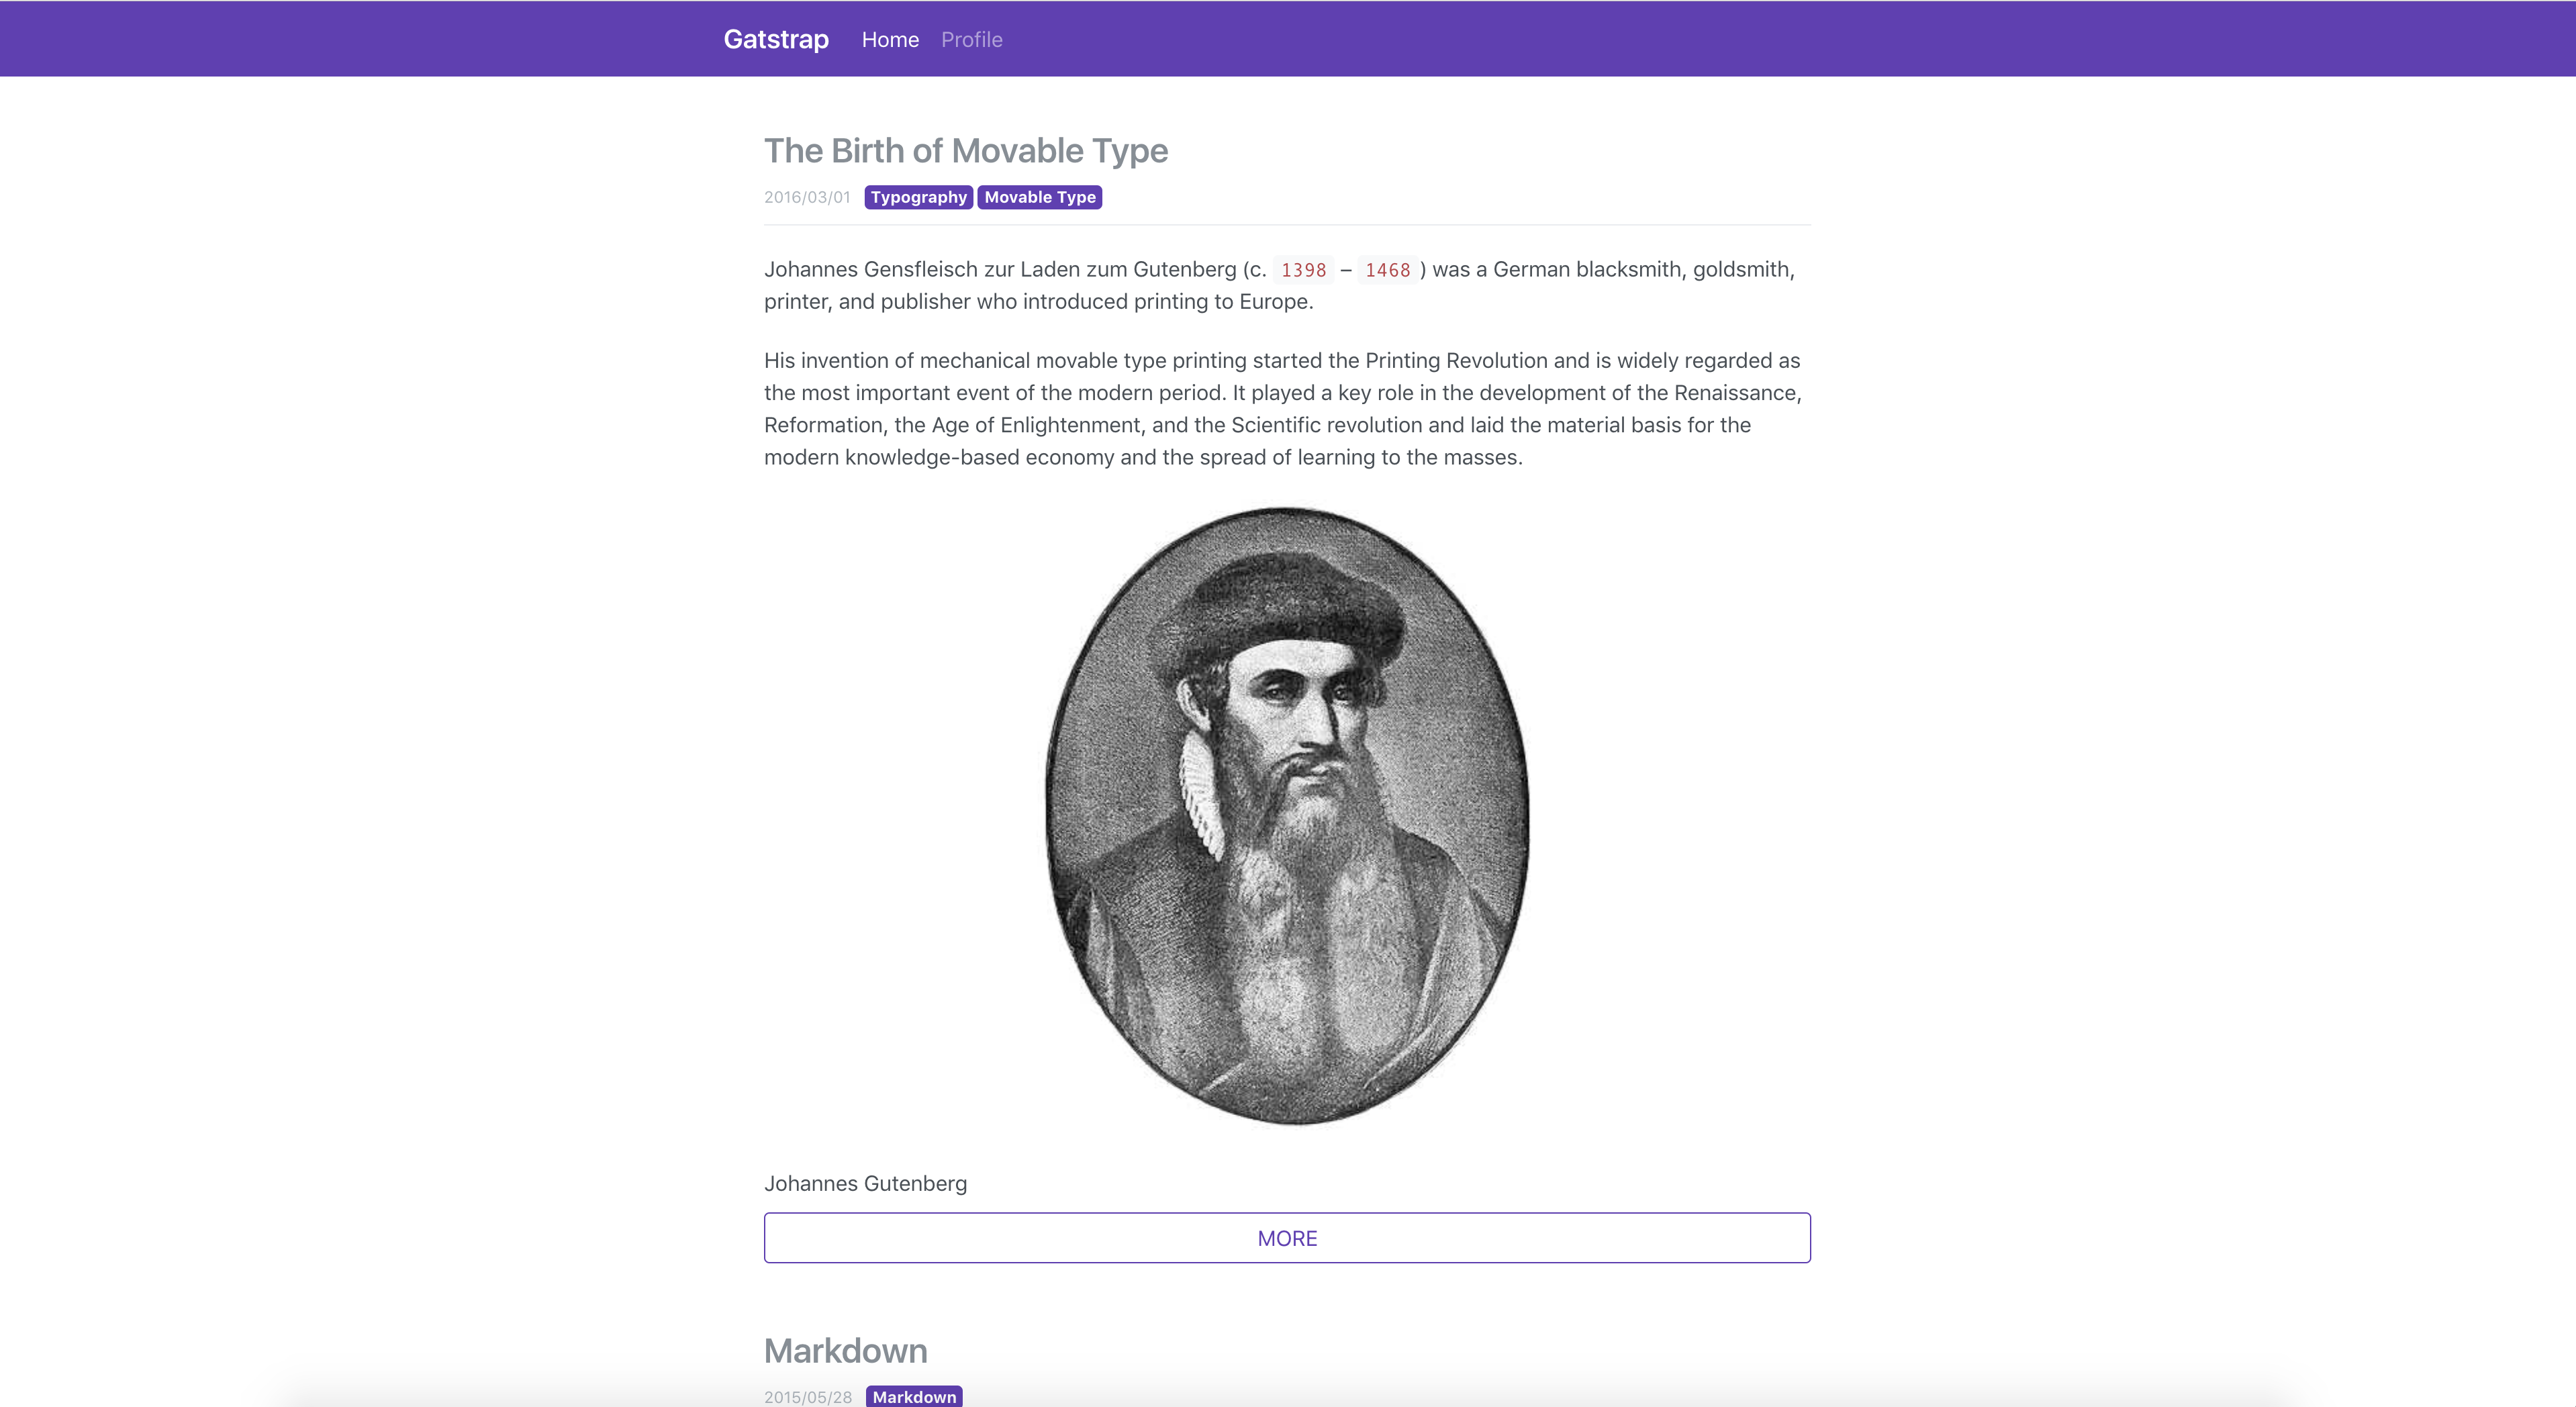 Gatstrap Home Profile
The Birth of Movable Type
2016/03/01 Typography Movable Type
Johannes Gensfleisch zur Laden zum Gutenberg (c. 1398 – 1468 ) was a German blacksmith, goldsmith,
printer, and publisher who introduced printing to Europe.
His invention of mechanical movable type printing started the Printing Revolution and is widely regarded as
the most important event of the modern period. It played a key role in the development of the Renaissance,
Reformation, the Age of Enlightenment, and the Scientific revolution and laid the material basis for the
modern knowledge-based economy and the spread of learning to the masses.
Johannes Gutenberg
MORE
Markdown
2015/05/28 Markdown